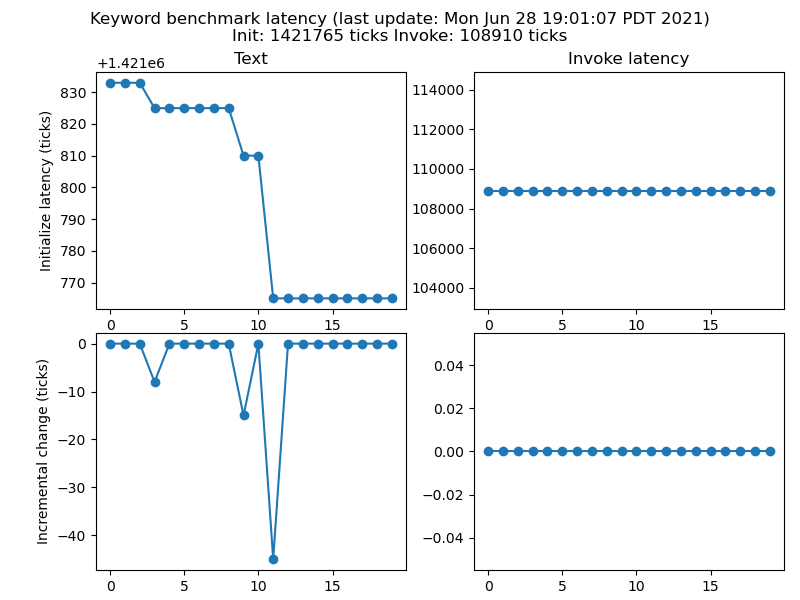 Keyword benchmark latency (last update: Mon Jun 28 19:01:07 PDT 2021)
Init: 1421765 ticks Invoke: 108910 ticks
Text
Invoke latency
+1.421e6
Initialize latency (ticks)
830
820
810
800
790
780
770
0 5 10 15
114000
112000
110000
108000
106000
104000
0 5 10 15
Incremental change (ticks)
0
−10
−20
−30
−40
0 5 10 15
0.04
0.02
0.00
−0.02
−0.04
0 5 10 15